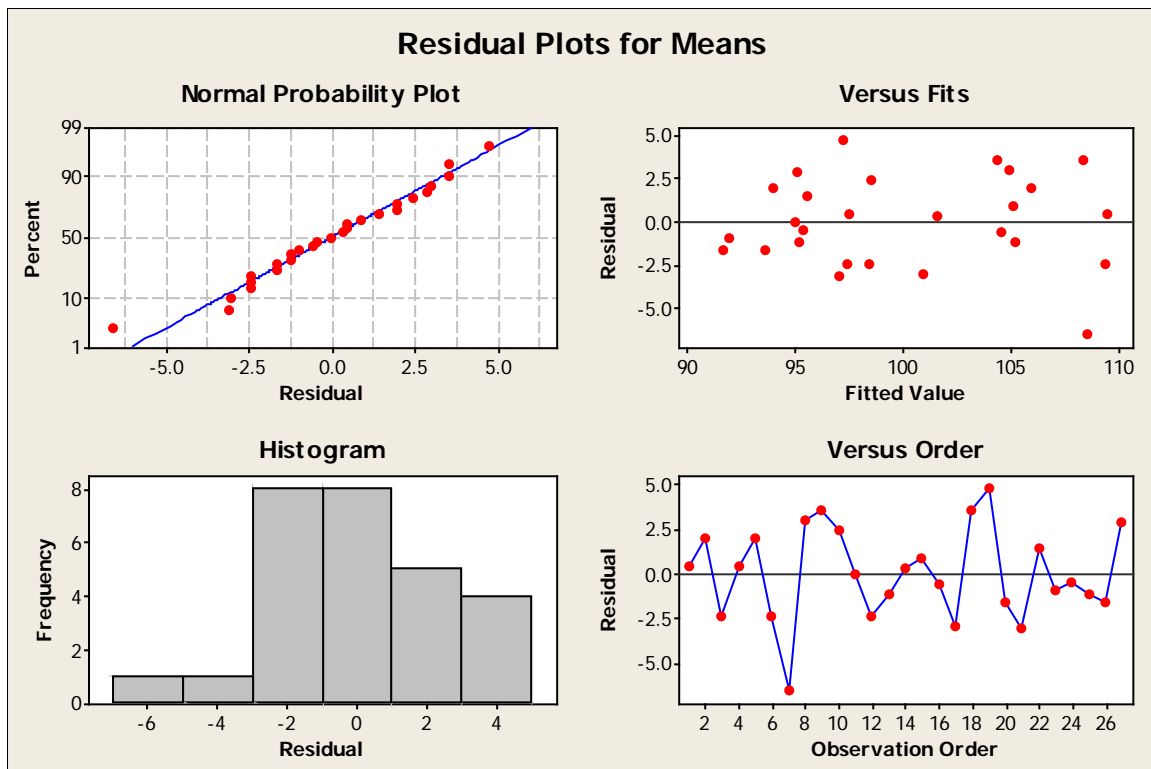 Residual Plots for Means
Normal Probability Plot
99
90
50
10
1
Percent
-5.0 -2.5 0.0 2.5 5.0
Residual
Versus Fits
5.0
2.5
0.0
-2.5
-5.0
Residual
90 95 100 105 110
Fitted Value
Histogram
8
6
4
2
0
Frequency
-6 -4 -2 0 2 4
Residual
Versus Order
5.0
2.5
0.0
-2.5
-5.0
Residual
2 4 6 8 10 12 14 16 18 20 22 24 26
Observation Order